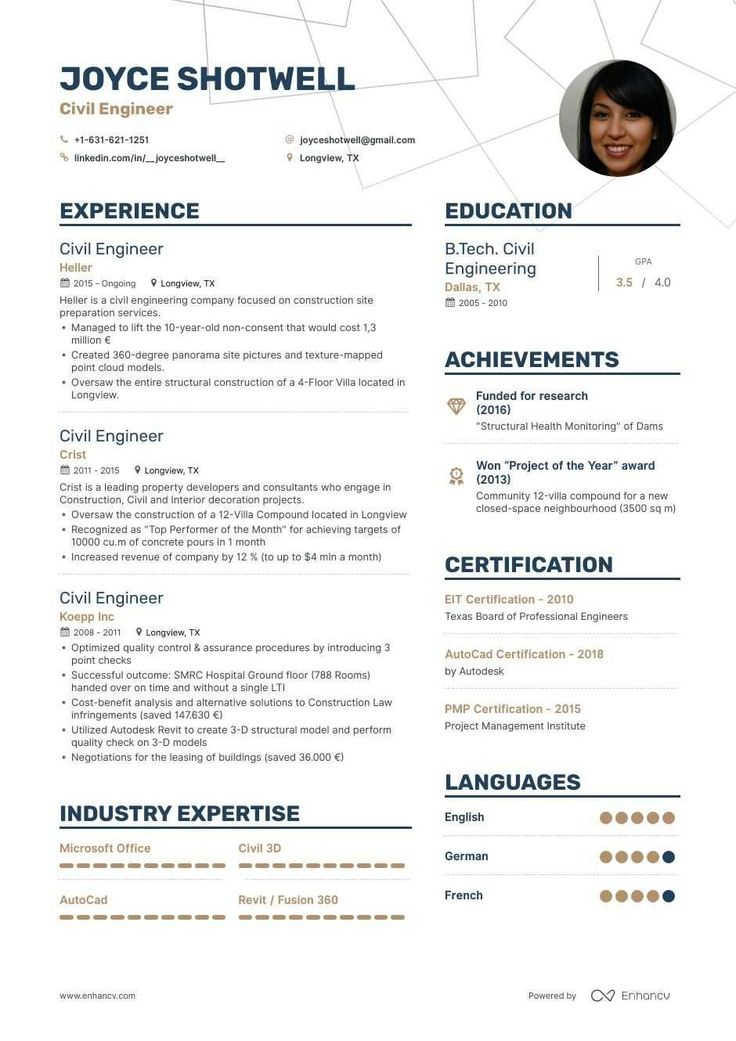 JOYCE SHOTWELL
Civil Engineer
+1-631-621-1251
joyceshotwell@gmail.com
linkedin.com/in/__joyceshotwell__
Longview, TX
EXPERIENCE
Civil Engineer
Heller
2015 - Ongoing Longview, TX
Heller is a civil engineering company focused on construction site
preparation services.
• Managed to lift the 10-year-old non-consent that would cost 1,3
million €
• Created 360-degree panorama site pictures and texture-mapped
point cloud models.
• Oversaw the entire structural construction of a 4-Floor Villa located in
Longview.
Civil Engineer
Crist
2011 - 2015 Longview, TX
Crist is a leading property developers and consultants who engage in
Construction, Civil and Interior decoration projects.
• Oversaw the construction of a 12-Villa Compound located in Longview
• Recognized as “Top Performer of the Month” for achieving targets of
10000 cu.m of concrete pours in 1 month
• Increased revenue of company by 12 % (to up to $4 mln a month)
Civil Engineer
Koepp Inc
2008 - 2011 Longview, TX
• Optimized quality control & assurance procedures by introducing 3
point checks
• Successful outcome: SMRC Hospital Ground floor (788 Rooms)
handed over on time and without a single LTI
• Cost-benefit analysis and alternative solutions to Construction Law
infringements (saved 147.630 €)
• Utilized Autodesk Revit to create 3-D structural model and perform
quality check on 3-D models
• Negotiations for the leasing of buildings (saved 36.000 €)
INDUSTRY EXPERTISE
Microsoft Office
Civil 3D
AutoCad
Revit / Fusion 360
EDUCATION
B.Tech. Civil
Engineering
Dallas, TX
2005 - 2010
GPA
3.5 / 4.0
ACHIEVEMENTS
Funded for research
(2016)
"Structural Health Monitoring" of Dams
Won “Project of the Year” award
(2013)
Community 12-villa compound for a new
closed-space neighbourhood (3500 sq m)
CERTIFICATION
EIT Certification - 2010
Texas Board of Professional Engineers
AutoCad Certification - 2018
by Autodesk
PMP Certification - 2015
Project Management Institute
LANGUAGES
English
German
French
www.enhancv.com
Powered by Enhancv